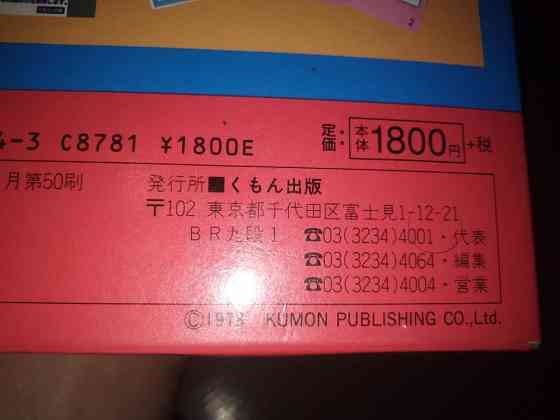 4-3 C8781 ¥1800E
定価:本体1800円+税
月第50刷
発行所■くもん出版
〒102 東京都千代田区富士見1-12-21
BR九段1 ☎03(3234)4001・代表
☎03(3234)4064・編集
☎03(3234)4004・営業
©1973 KUMON PUBLISHING CO.,Ltd.